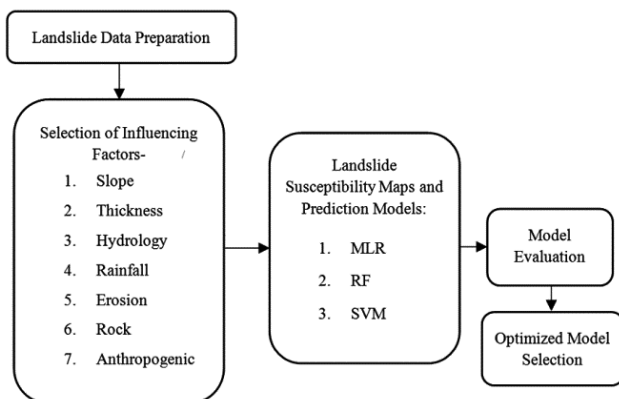 Landslide Data Preparation
Selection of Influencing
Factors- /
1. Slope
2. Thickness
3. Hydrology
4. Rainfall
5. Erosion
6. Rock
7. Anthropogenic
Landslide
Susceptibility Maps and
Prediction Models:
1. MLR
2. RF
3. SVM
Model
Evaluation
Optimized Model
Selection